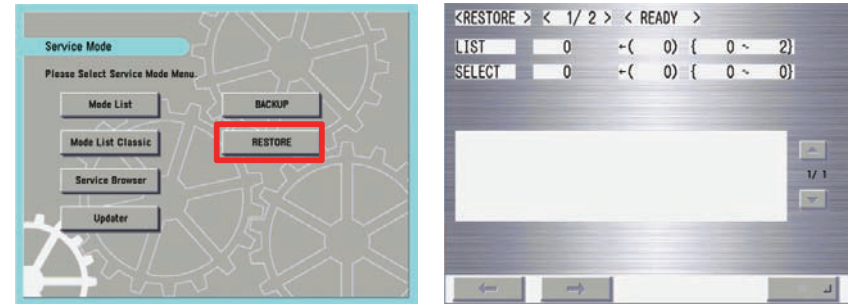 Service Mode
Please Select Service Mode Menu.
Mode List
BACKUP
Mode List Classic
RESTORE
Service Browser
Updater
<RESTORE > < 1/ 2 > < READY >
LIST 0 ←( 0) { 0 ~ 2}
SELECT 0 ←( 0) { 0 ~ 0}
1/ 1